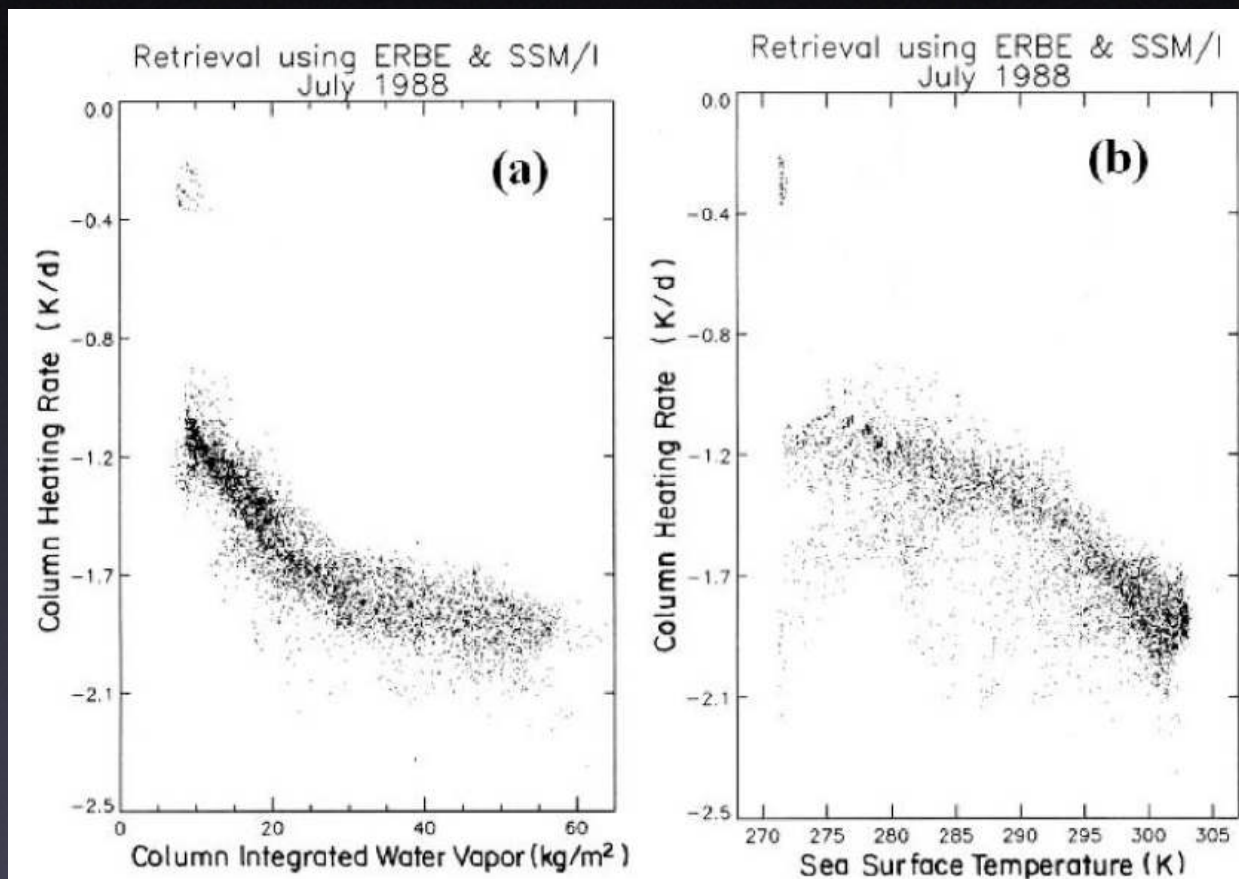 Retrieval using ERBE & SSM/I
July 1988
(a)
0.0
-0.4
-0.8
-1.2
-1.7
-2.1
-2.5
Column Heating Rate (K/d)
0 20 40 60
Column Integrated Water Vapor (kg/m²)
Retrieval using ERBE & SSM/I
July 1988
(b)
0.0
-0.4
-0.8
-1.2
-1.7
-2.1
-2.5
Column Heating Rate (K/d)
270 275 280 285 290 295 300 305
Sea Surface Temperature (K)